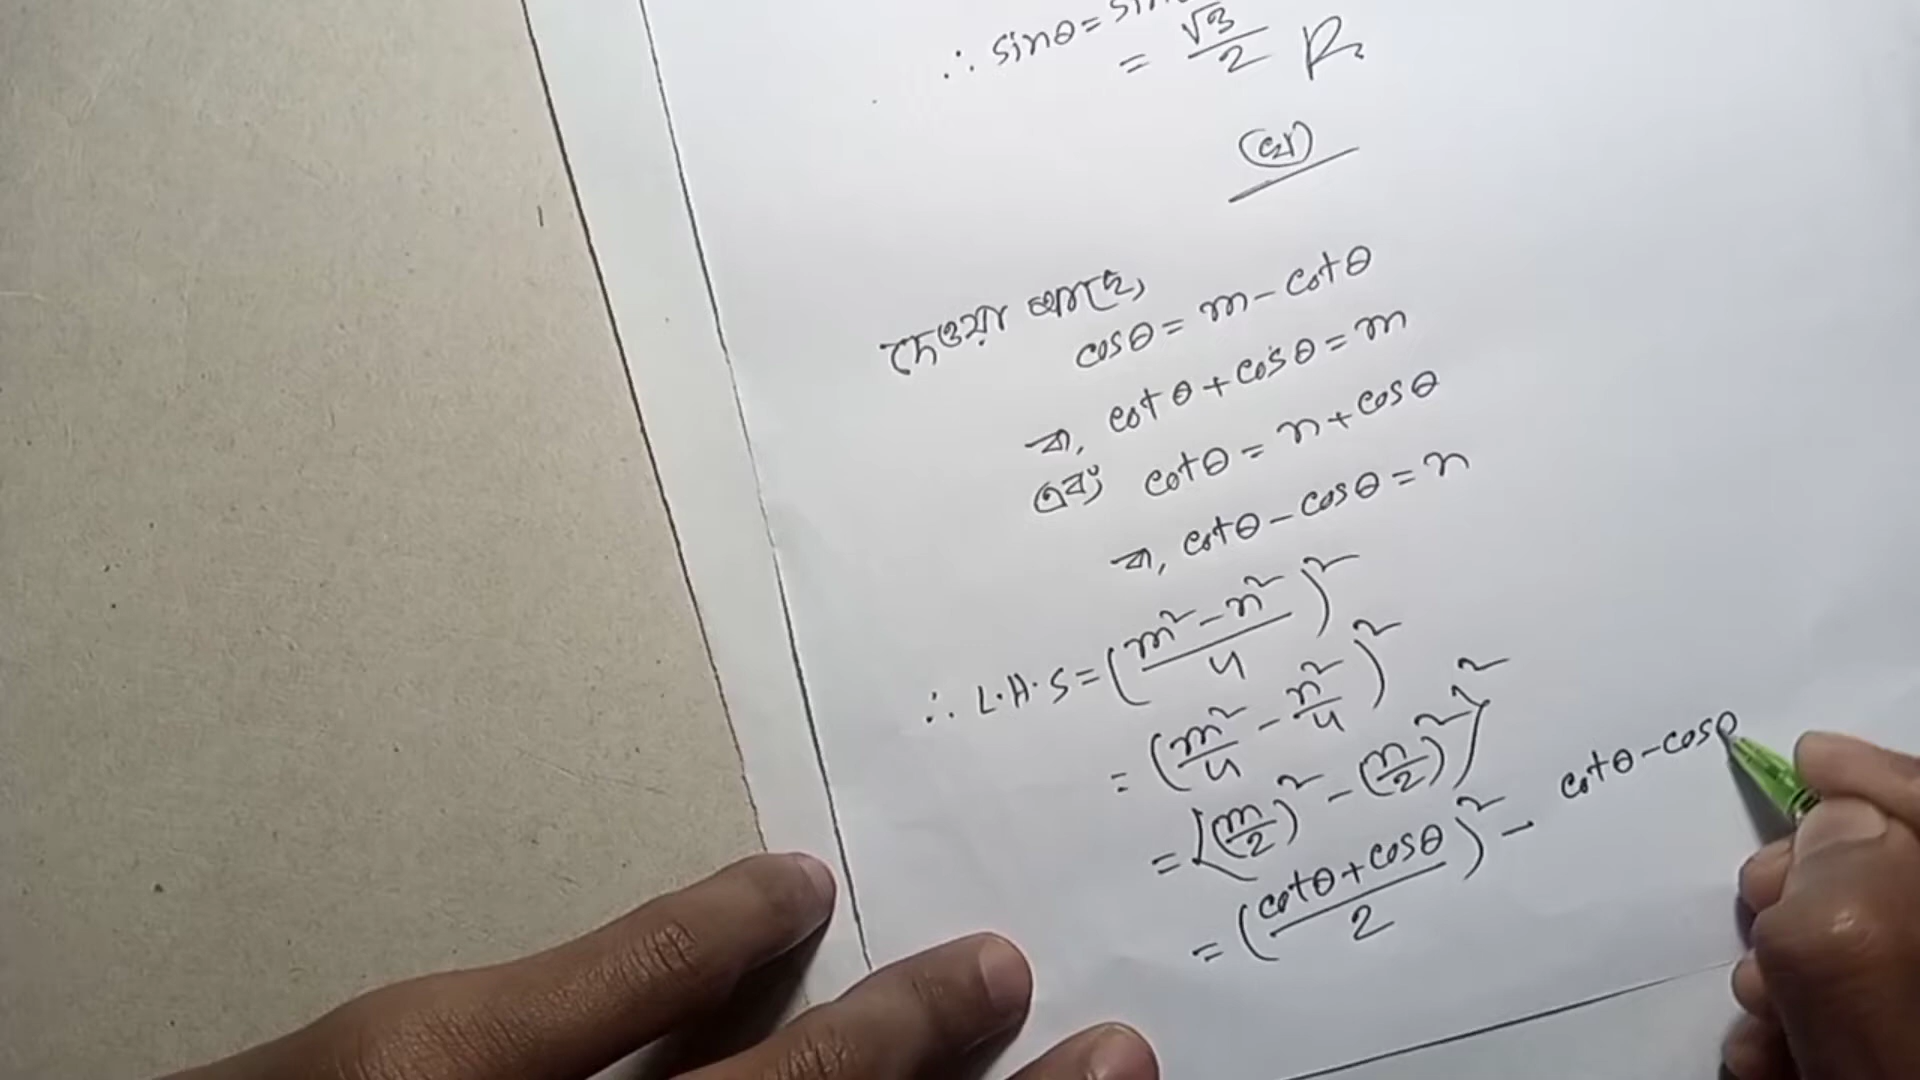 ∴ sinθ = sin
= √3/2 R
(গ)
দেওয়া আছে,
cosθ = m - cotθ
বা, cotθ + cosθ = m
এবং cotθ = n + cosθ
বা, cotθ - cosθ = n
∴ L.H.S = ((m² - n²)/4)²
= (m²/4 - n²/4)²
= {(m/2)² - (n/2)²}²
= ((cotθ + cosθ)/2)² - cotθ - cosθ